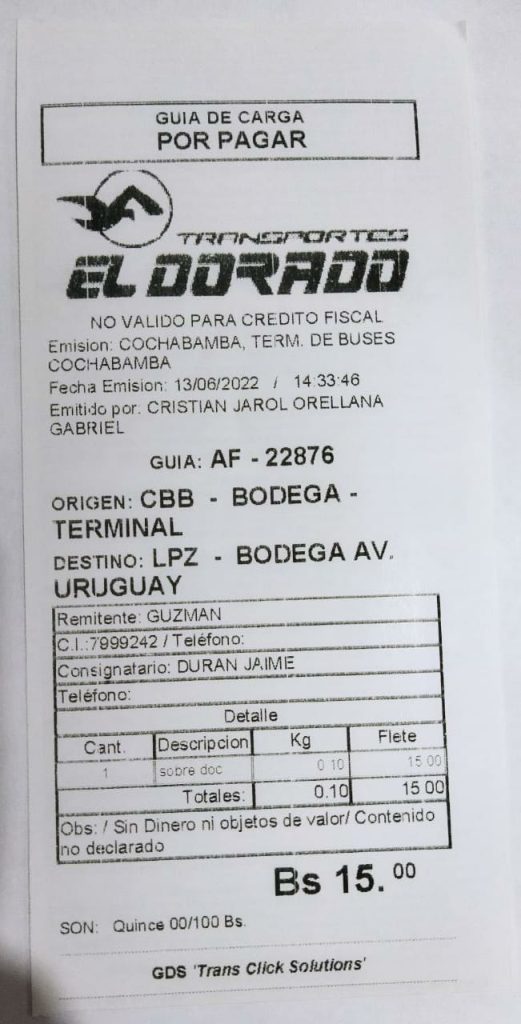 GUIA DE CARGA
POR PAGAR
TRANSPORTES
EL DORADO
NO VALIDO PARA CREDITO FISCAL
Emision: COCHABAMBA, TERM. DE BUSES
COCHABAMBA
Fecha Emision: 13/06/2022 / 14:33:46
Emitido por: CRISTIAN JAROL ORELLANA
GABRIEL
GUIA: AF - 22876
ORIGEN: CBB - BODEGA -
TERMINAL
DESTINO: LPZ - BODEGA AV.
URUGUAY
Remitente: GUZMAN
C.I.:7999242 / Teléfono:
Consignatario: DURAN JAIME
Teléfono:
Detalle
Cant. Descripcion Kg Flete
1 sobre doc 0.10 15.00
Totales: 0.10 15.00
Obs: / Sin Dinero ni objetos de valor/ Contenido
no declarado
Bs 15.00
SON: Quince 00/100 Bs.
GDS 'Trans Click Solutions'